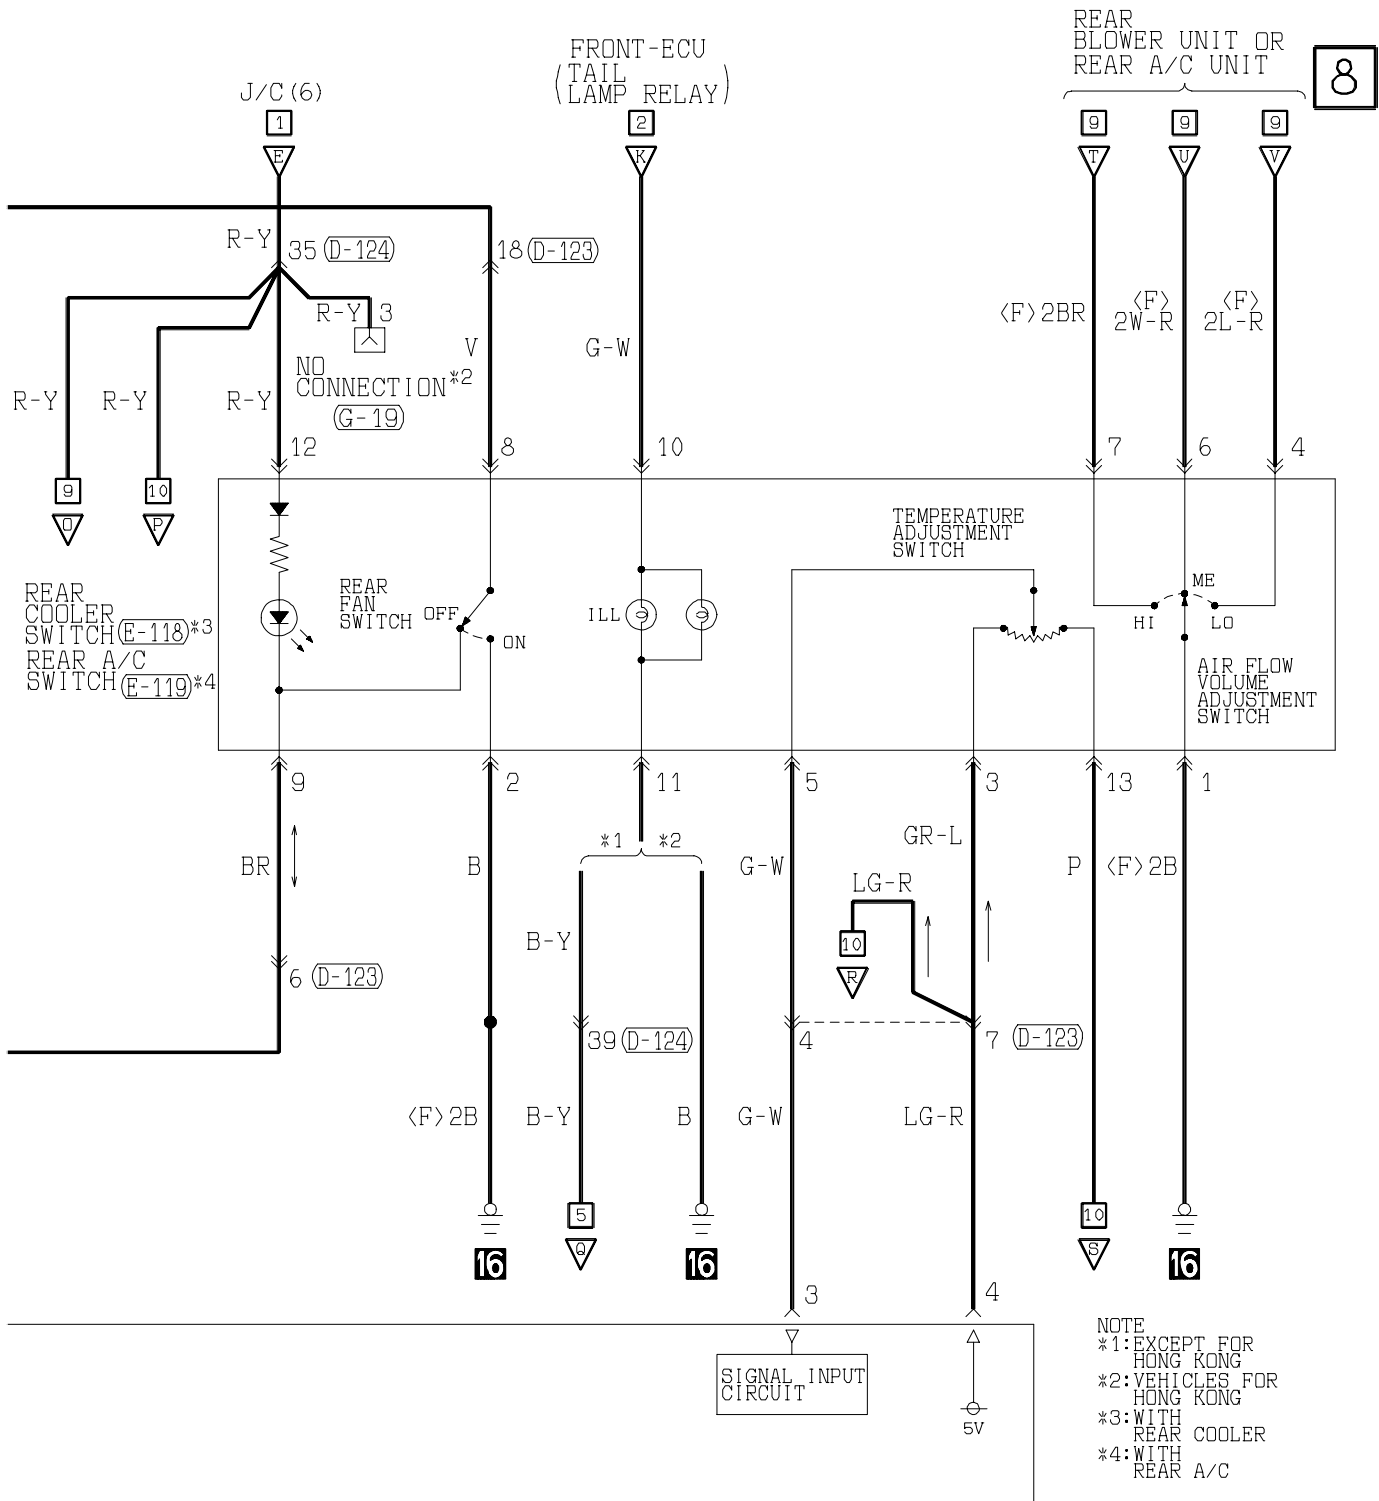 REAR
BLOWER UNIT OR
REAR A/C UNIT
8
FRONT-ECU
(TAIL
LAMP RELAY)
J/C(6)
1
2
9
9
9
E
K
T
U
V
R-Y
35 (D-124)
18 (D-123)
R-Y 3
<F>2BR
<F>
2W-R
<F>
2L-R
V
G-W
NO
CONNECTION*2
(G-19)
R-Y
R-Y
R-Y
12
8
10
7
6
4
9
10
O
P
TEMPERATURE
ADJUSTMENT
SWITCH
REAR
COOLER
SWITCH(E-118)*3
REAR A/C
SWITCH(E-119)*4
REAR
FAN
SWITCH
OFF
ON
ILL
ME
HI
LO
AIR FLOW
VOLUME
ADJUSTMENT
SWITCH
9
2
11
5
3
13
1
*1
*2
GR-L
BR
B
G-W
P
<F>2B
LG-R
B-Y
10
R
6 (D-123)
39 (D-124)
4
7 (D-123)
<F>2B
B-Y
B
G-W
LG-R
5
10
Q
S
16
16
16
3
4
SIGNAL INPUT
CIRCUIT
5V
NOTE
*1:EXCEPT FOR
HONG KONG
*2:VEHICLES FOR
HONG KONG
*3:WITH
REAR COOLER
*4:WITH
REAR A/C